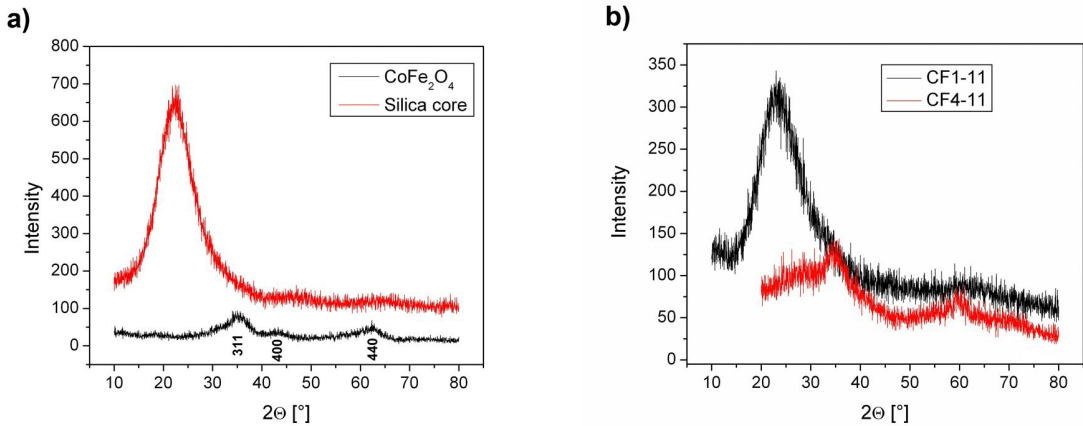 a)
800
700
600
500
400
300
200
100
0
Intensity
CoFe₂O₄
Silica core
311
400
440
10 20 30 40 50 60 70 80
2Θ [°]
b)
350
300
250
200
150
100
50
0
Intensity
CF1-11
CF4-11
10 20 30 40 50 60 70 80
2Θ [°]